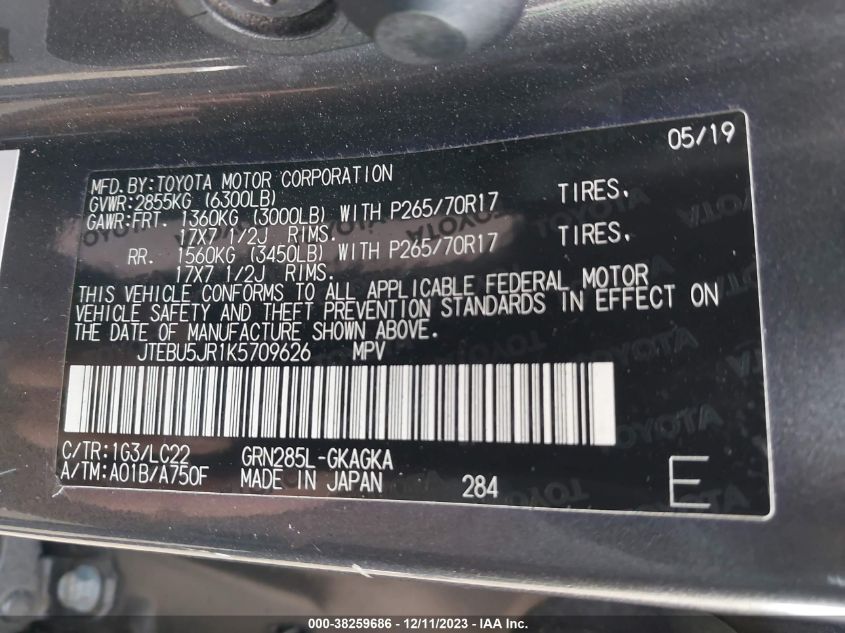 05/19
MFD.BY:TOYOTA MOTOR CORPORATION
GVWR:2855KG (6300LB)
GAWR:FRT. 1360KG (3000LB) WITH P265/70R17 TIRES,
17X7 1/2J RIMS.
RR. 1560KG (3450LB) WITH P265/70R17 TIRES,
17X7 1/2J RIMS.
THIS VEHICLE CONFORMS TO ALL APPLICABLE FEDERAL MOTOR
VEHICLE SAFETY AND THEFT PREVENTION STANDARDS IN EFFECT ON
THE DATE OF MANUFACTURE SHOWN ABOVE.
JTEBU5JR1K5709626 MPV
C/TR:1G3/LC22 GRN285L-GKAGKA
A/TM:A01B/A750F MADE IN JAPAN 284 E
000-38259686 - 12/11/2023 - IAAI.COM.